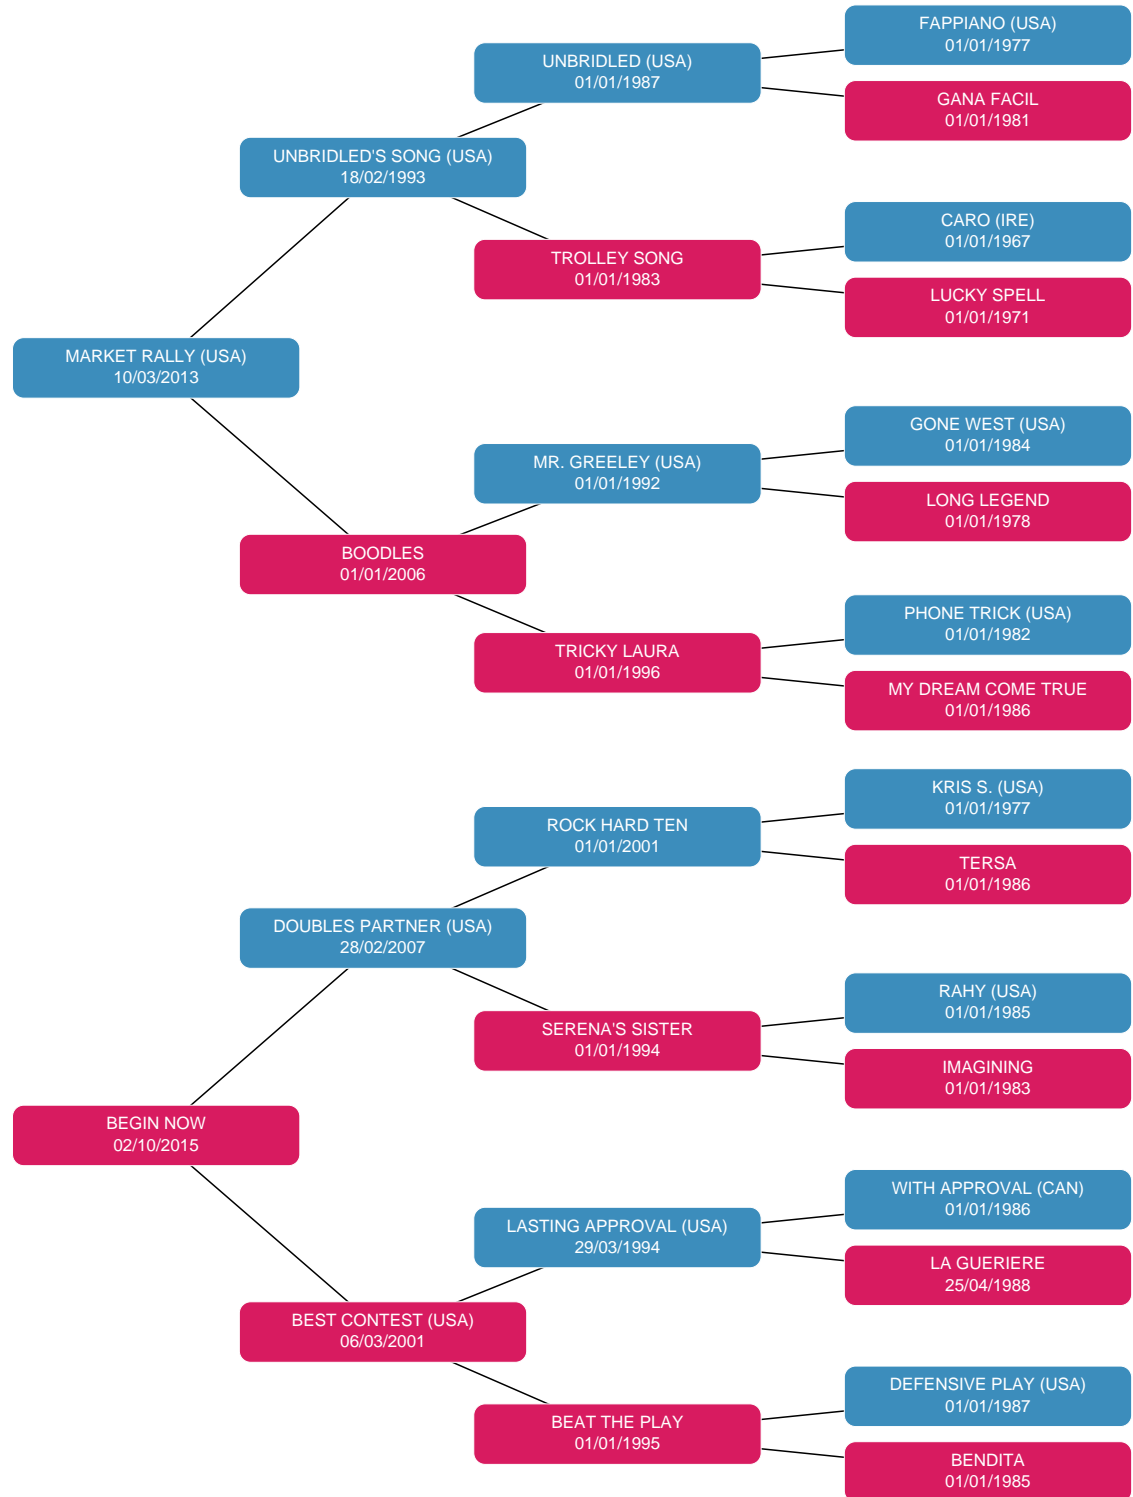 FAPPIANO (USA)
01/01/1977
UNBRIDLED (USA)
01/01/1987
GANA FACIL
01/01/1981
UNBRIDLED'S SONG (USA)
18/02/1993
CARO (IRE)
01/01/1967
TROLLEY SONG
01/01/1983
LUCKY SPELL
01/01/1971
MARKET RALLY (USA)
10/03/2013
GONE WEST (USA)
01/01/1984
MR. GREELEY (USA)
01/01/1992
LONG LEGEND
01/01/1978
BOODLES
01/01/2006
PHONE TRICK (USA)
01/01/1982
TRICKY LAURA
01/01/1996
MY DREAM COME TRUE
01/01/1986
KRIS S. (USA)
01/01/1977
ROCK HARD TEN
01/01/2001
TERSA
01/01/1986
DOUBLES PARTNER (USA)
28/02/2007
RAHY (USA)
01/01/1985
SERENA'S SISTER
01/01/1994
IMAGINING
01/01/1983
BEGIN NOW
02/10/2015
WITH APPROVAL (CAN)
01/01/1986
LASTING APPROVAL (USA)
29/03/1994
LA GUERIERE
25/04/1988
BEST CONTEST (USA)
06/03/2001
DEFENSIVE PLAY (USA)
01/01/1987
BEAT THE PLAY
01/01/1995
BENDITA
01/01/1985